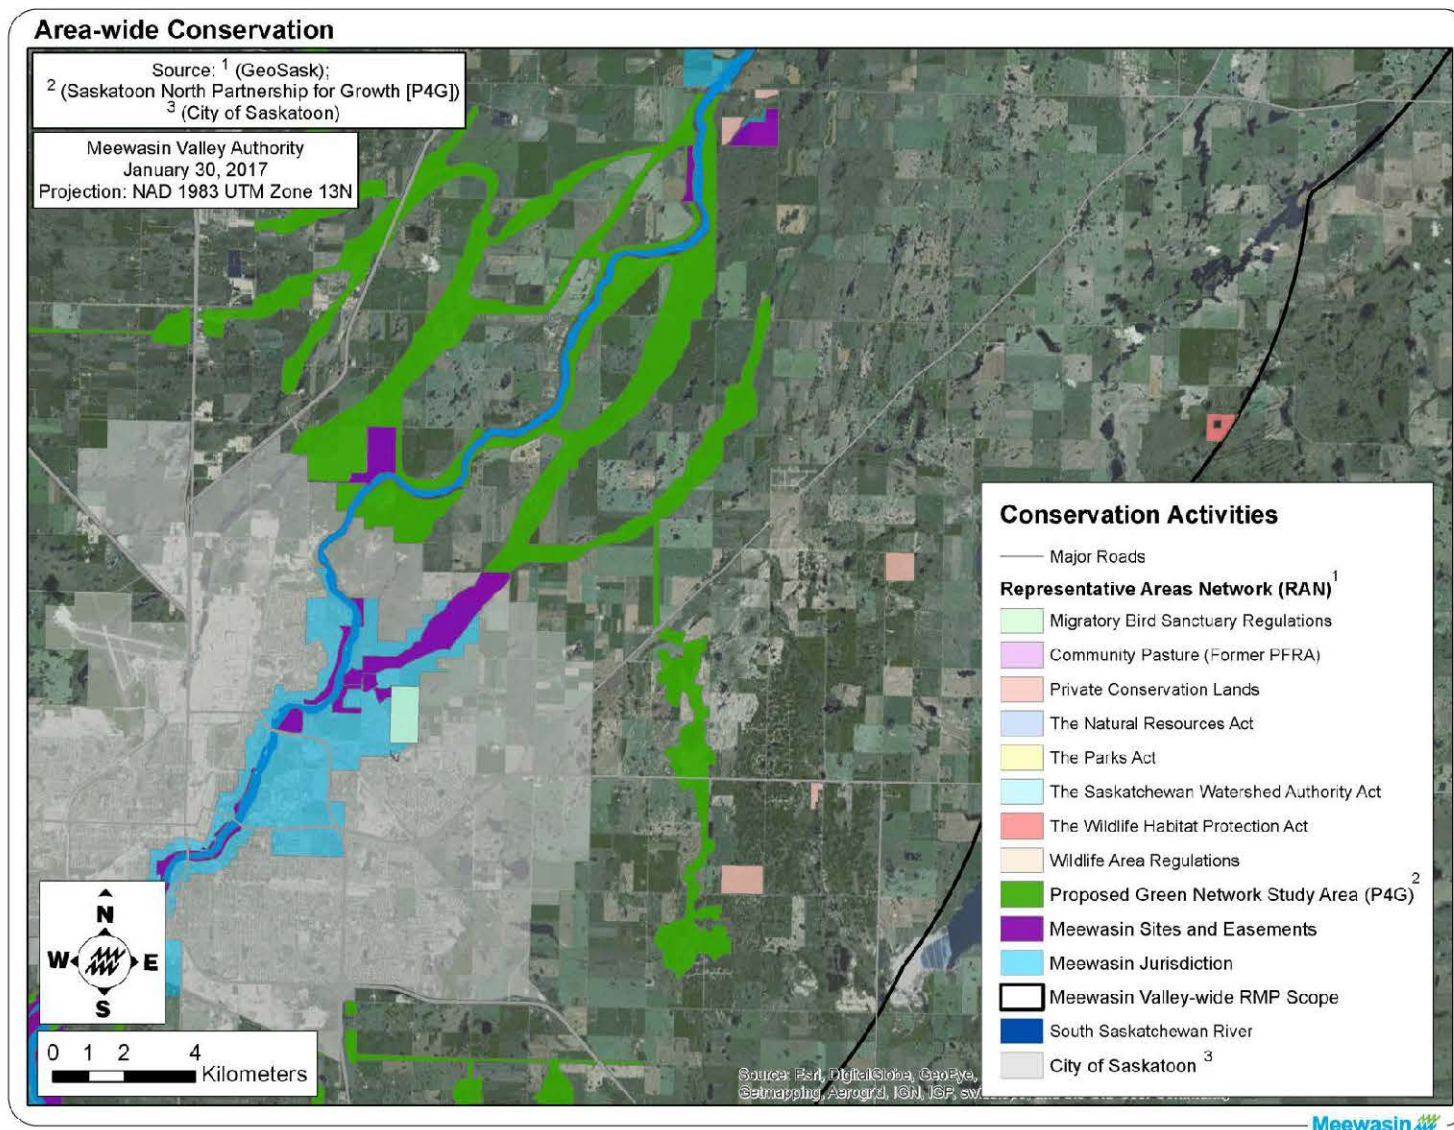 Area-wide Conservation
Source: 1 (GeoSask);
2 (Saskatoon North Partnership for Growth [P4G])
3 (City of Saskatoon)
Meewasin Valley Authority
January 30, 2017
Projection: NAD 1983 UTM Zone 13N
Conservation Activities
Major Roads
Representative Areas Network (RAN)1
Migratory Bird Sanctuary Regulations
Community Pasture (Former PFRA)
Private Conservation Lands
The Natural Resources Act
The Parks Act
The Saskatchewan Watershed Authority Act
The Wildlife Habitat Protection Act
Wildlife Area Regulations
Proposed Green Network Study Area (P4G)2
Meewasin Sites and Easements
Meewasin Jurisdiction
Meewasin Valley-wide RMP Scope
South Saskatchewan River
City of Saskatoon 3
N
W E
S
0 1 2 4
Kilometers
Source: Esri, DigitalGlobe, GeoEye,
Getmapping, Aerogrid, IGN, IGP,
Meewasin